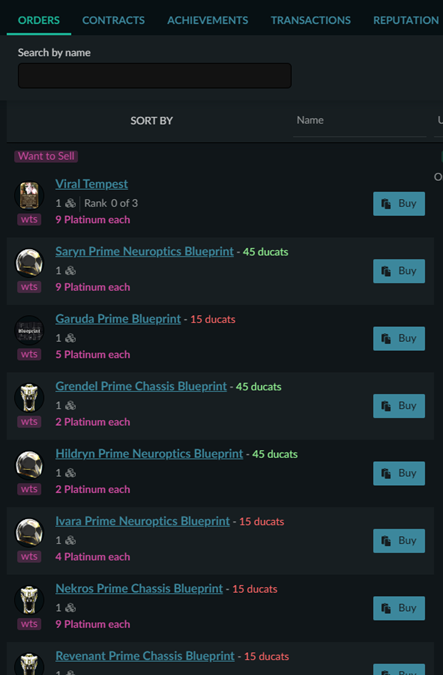 ORDERS CONTRACTS ACHIEVEMENTS TRANSACTIONS REPUTATION
Search by name
SORT BY Name
Want to Sell
Viral Tempest
1 Rank 0 of 3
wts
9 Platinum each
Buy
Saryn Prime Neuroptics Blueprint - 45 ducats
1
wts
9 Platinum each
Buy
Garuda Prime Blueprint - 15 ducats
Blueprint
1
wts
5 Platinum each
Buy
Grendel Prime Chassis Blueprint - 45 ducats
1
wts
2 Platinum each
Buy
Hildryn Prime Neuroptics Blueprint - 45 ducats
1
wts
2 Platinum each
Buy
Ivara Prime Neuroptics Blueprint - 15 ducats
1
wts
4 Platinum each
Buy
Nekros Prime Chassis Blueprint - 15 ducats
1
wts
9 Platinum each
Buy
Revenant Prime Chassis Blueprint - 15 ducats